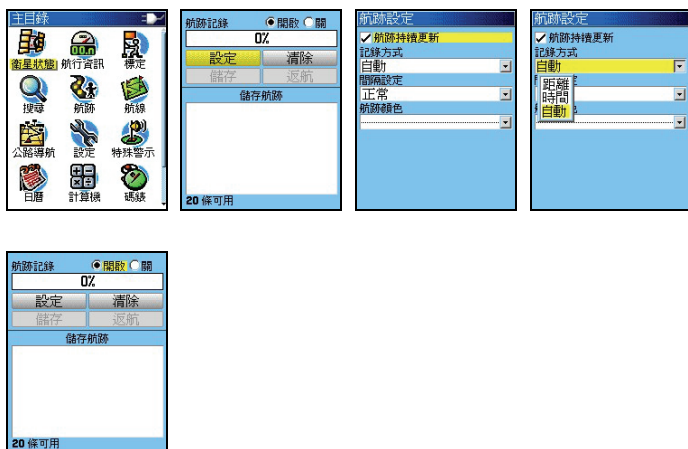 主目錄
00.n
衛星狀態 航行資訊 標定
搜尋 航跡 航線
公路導航 設定 特殊警示
日曆 計算機 碼錶
航跡記錄 開啟 關
0%
設定 清除
儲存 返航
儲存航跡
20 條可用
航跡設定
航跡持續更新
記錄方式
自動
間隔設定
正常
航跡顏色
航跡設定
航跡持續更新
記錄方式
自動
距離
時間
自動
航跡記錄 開啟 關
0%
設定 清除
儲存 返航
儲存航跡
20 條可用